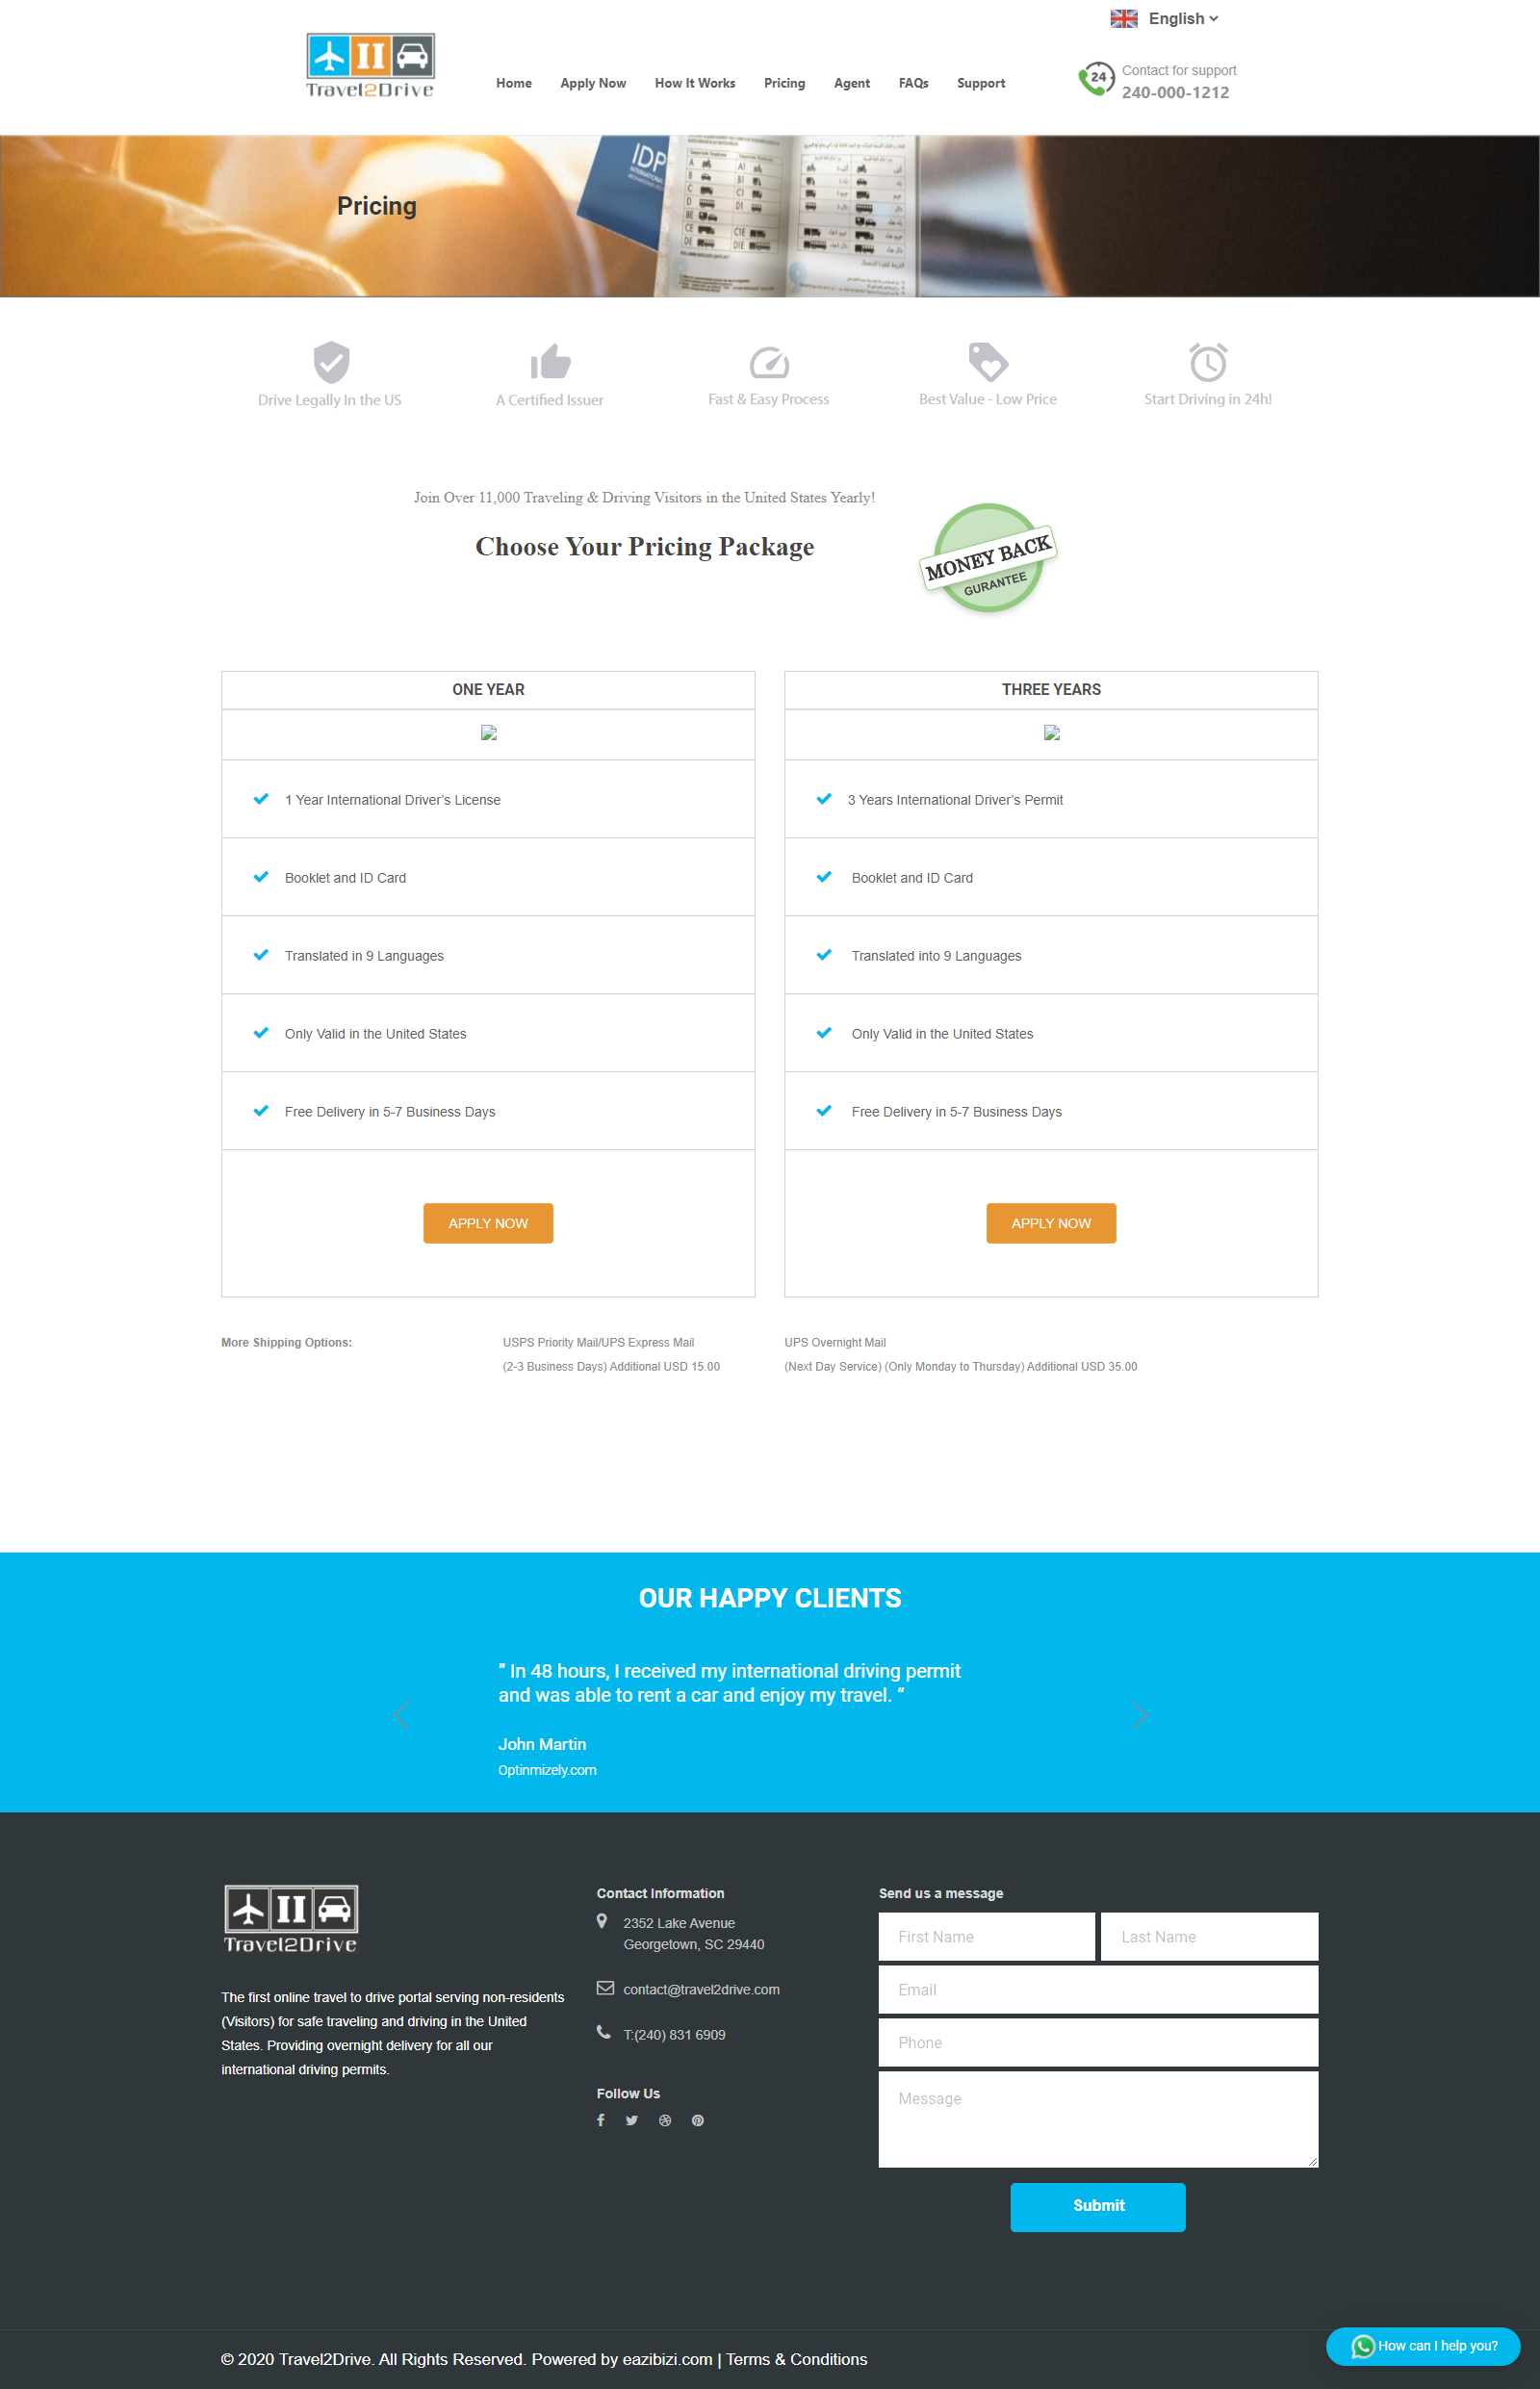 English
Travel2Drive
Home
Apply Now
How It Works
Pricing
Agent
FAQs
Support
24
Contact for support
240-000-1212
Pricing
IDP
Drive Legally In the US
A Certified Issuer
Fast & Easy Process
Best Value - Low Price
Start Driving in 24h!
Join Over 11,000 Traveling & Driving Visitors in the United States Yearly!
Choose Your Pricing Package
MONEY BACK
GURANTEE
ONE YEAR
1 Year International Driver’s License
Booklet and ID Card
Translated in 9 Languages
Only Valid in the United States
Free Delivery in 5-7 Business Days
APPLY NOW
THREE YEARS
3 Years International Driver’s Permit
Booklet and ID Card
Translated into 9 Languages
Only Valid in the United States
Free Delivery in 5-7 Business Days
APPLY NOW
More Shipping Options:
USPS Priority Mail/UPS Express Mail
(2-3 Business Days) Additional USD 15.00
UPS Overnight Mail
(Next Day Service) (Only Monday to Thursday) Additional USD 35.00
OUR HAPPY CLIENTS
” In 48 hours, I received my international driving permit
and was able to rent a car and enjoy my travel. “
John Martin
Optinmizely.com
Travel2Drive
The first online travel to drive portal serving non-residents
(Visitors) for safe traveling and driving in the United
States. Providing overnight delivery for all our
international driving permits.
Contact Information
2352 Lake Avenue
Georgetown, SC 29440
contact@travel2drive.com
T:(240) 831 6909
Follow Us
Send us a message
First Name
Last Name
Email
Phone
Message
Submit
How can I help you?
© 2020 Travel2Drive. All Rights Reserved. Powered by eazibizi.com | Terms & Conditions